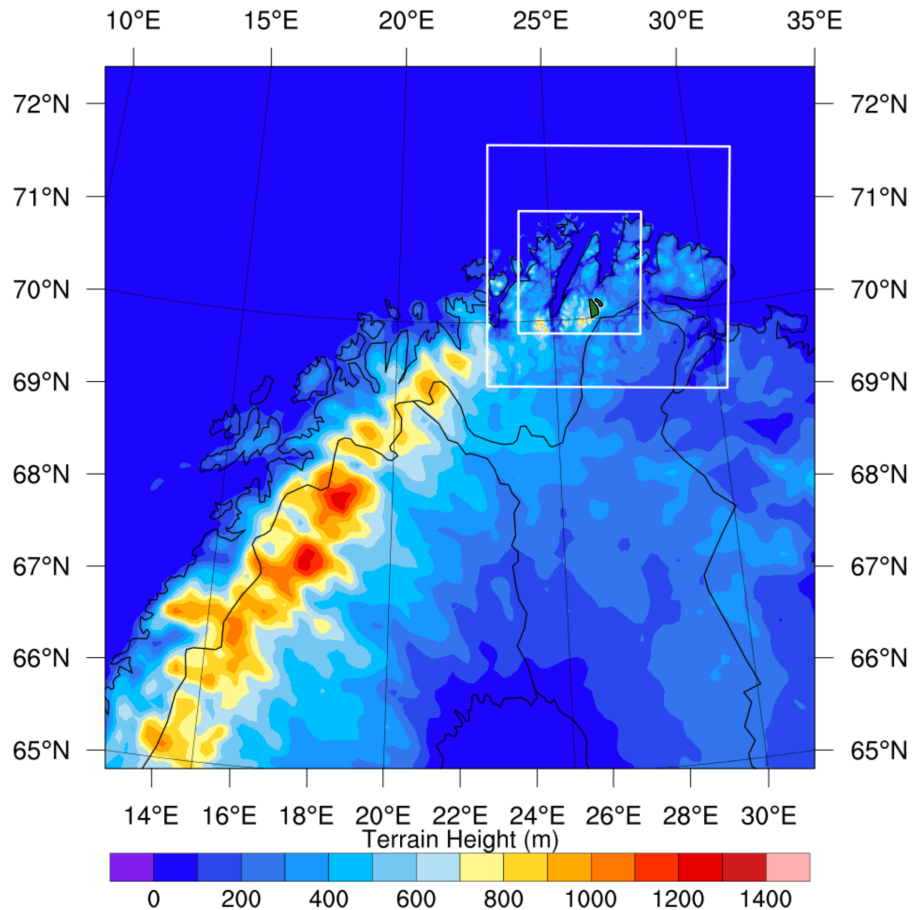 10°E 15°E 20°E 25°E 30°E 35°E
72°N 72°N
71°N 71°N
70°N 70°N
69°N 69°N
68°N 68°N
67°N 67°N
66°N 66°N
65°N 65°N
14°E 16°E 18°E 20°E 22°E 24°E 26°E 28°E 30°E
Terrain Height (m)
0 200 400 600 800 1000 1200 1400